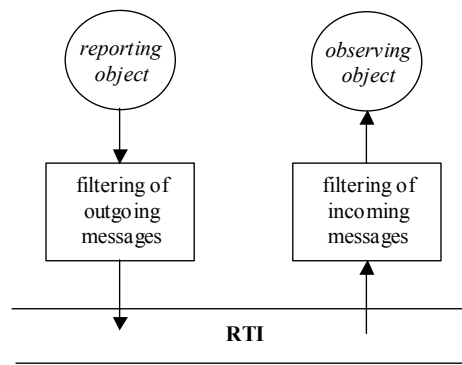 reporting
object
observing
object
filtering of
outgoing
messages
filtering of
incoming
messages
RTI